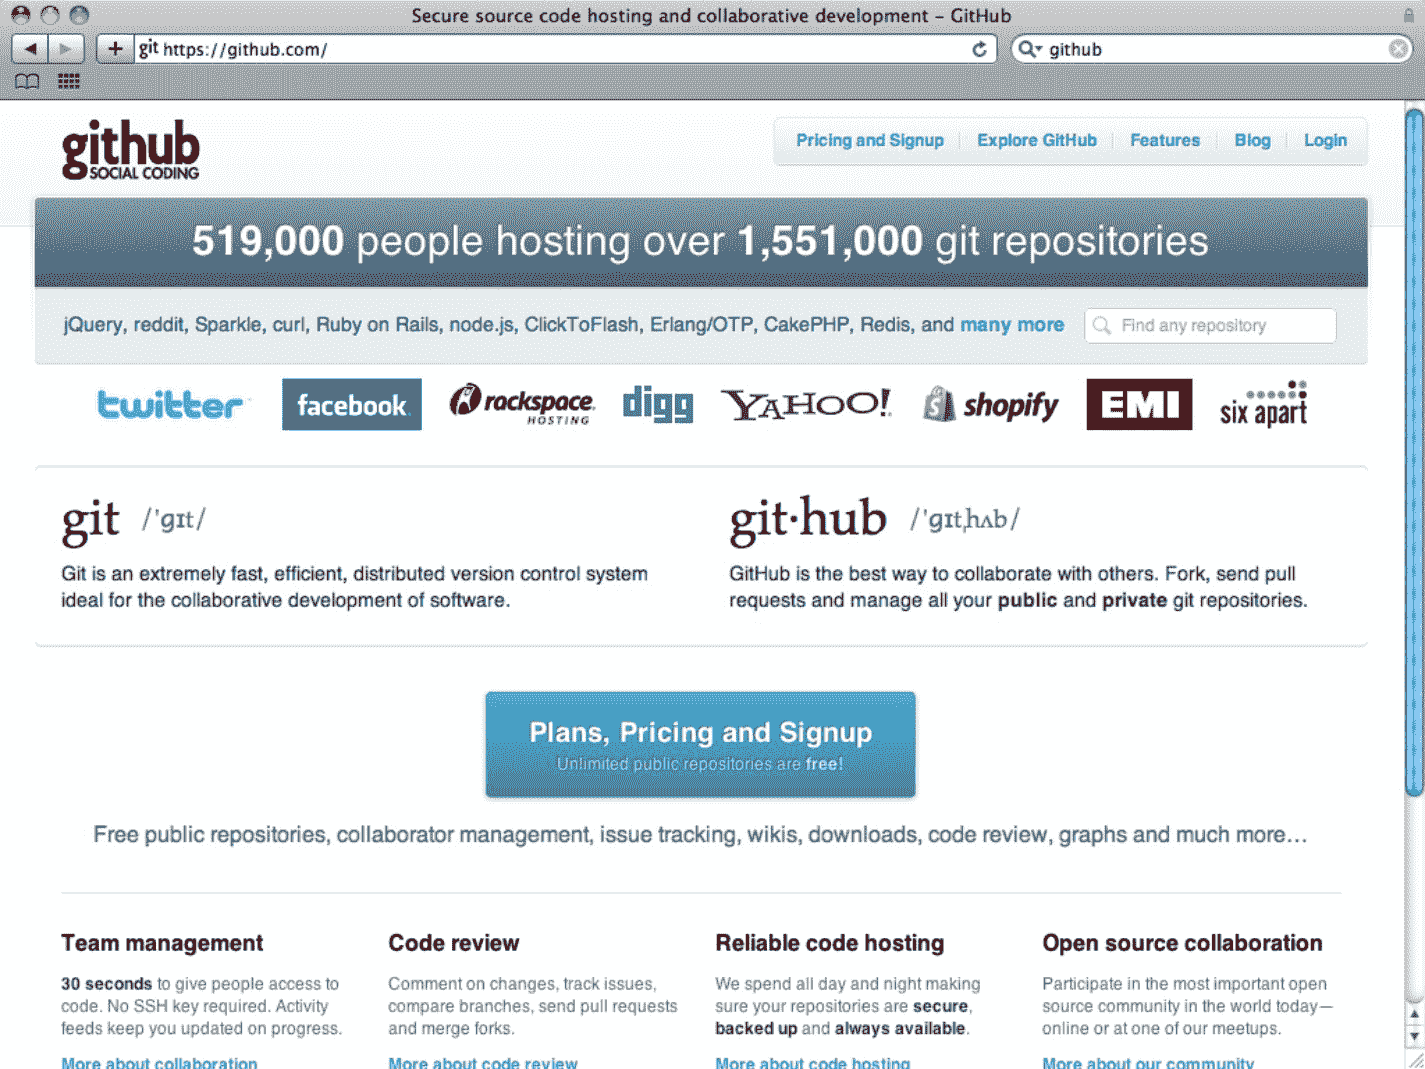 Secure source code hosting and collaborative development – GitHub
git https://github.com/
github
github
SOCIAL CODING
Pricing and Signup
Explore GitHub
Features
Blog
Login
519,000 people hosting over 1,551,000 git repositories
jQuery, reddit, Sparkle, curl, Ruby on Rails, node.js, ClickToFlash, Erlang/OTP, CakePHP, Redis, and many more
Find any repository
twitter
facebook.
rackspace.
HOSTING
digg
YAHOO!
shopify
EMI
six apart
git /ˈgɪt/
Git is an extremely fast, efficient, distributed version control system
ideal for the collaborative development of software.
git·hub /ˈgɪtˌhʌb/
GitHub is the best way to collaborate with others. Fork, send pull
requests and manage all your public and private git repositories.
Plans, Pricing and Signup
Unlimited public repositories are free!
Free public repositories, collaborator management, issue tracking, wikis, downloads, code review, graphs and much more…
Team management
30 seconds to give people access to
code. No SSH key required. Activity
feeds keep you updated on progress.
More about collaboration
Code review
Comment on changes, track issues,
compare branches, send pull requests
and merge forks.
More about code review
Reliable code hosting
We spend all day and night making
sure your repositories are secure,
backed up and always available.
More about code hosting
Open source collaboration
Participate in the most important open
source community in the world today—
online or at one of our meetups.
More about our community